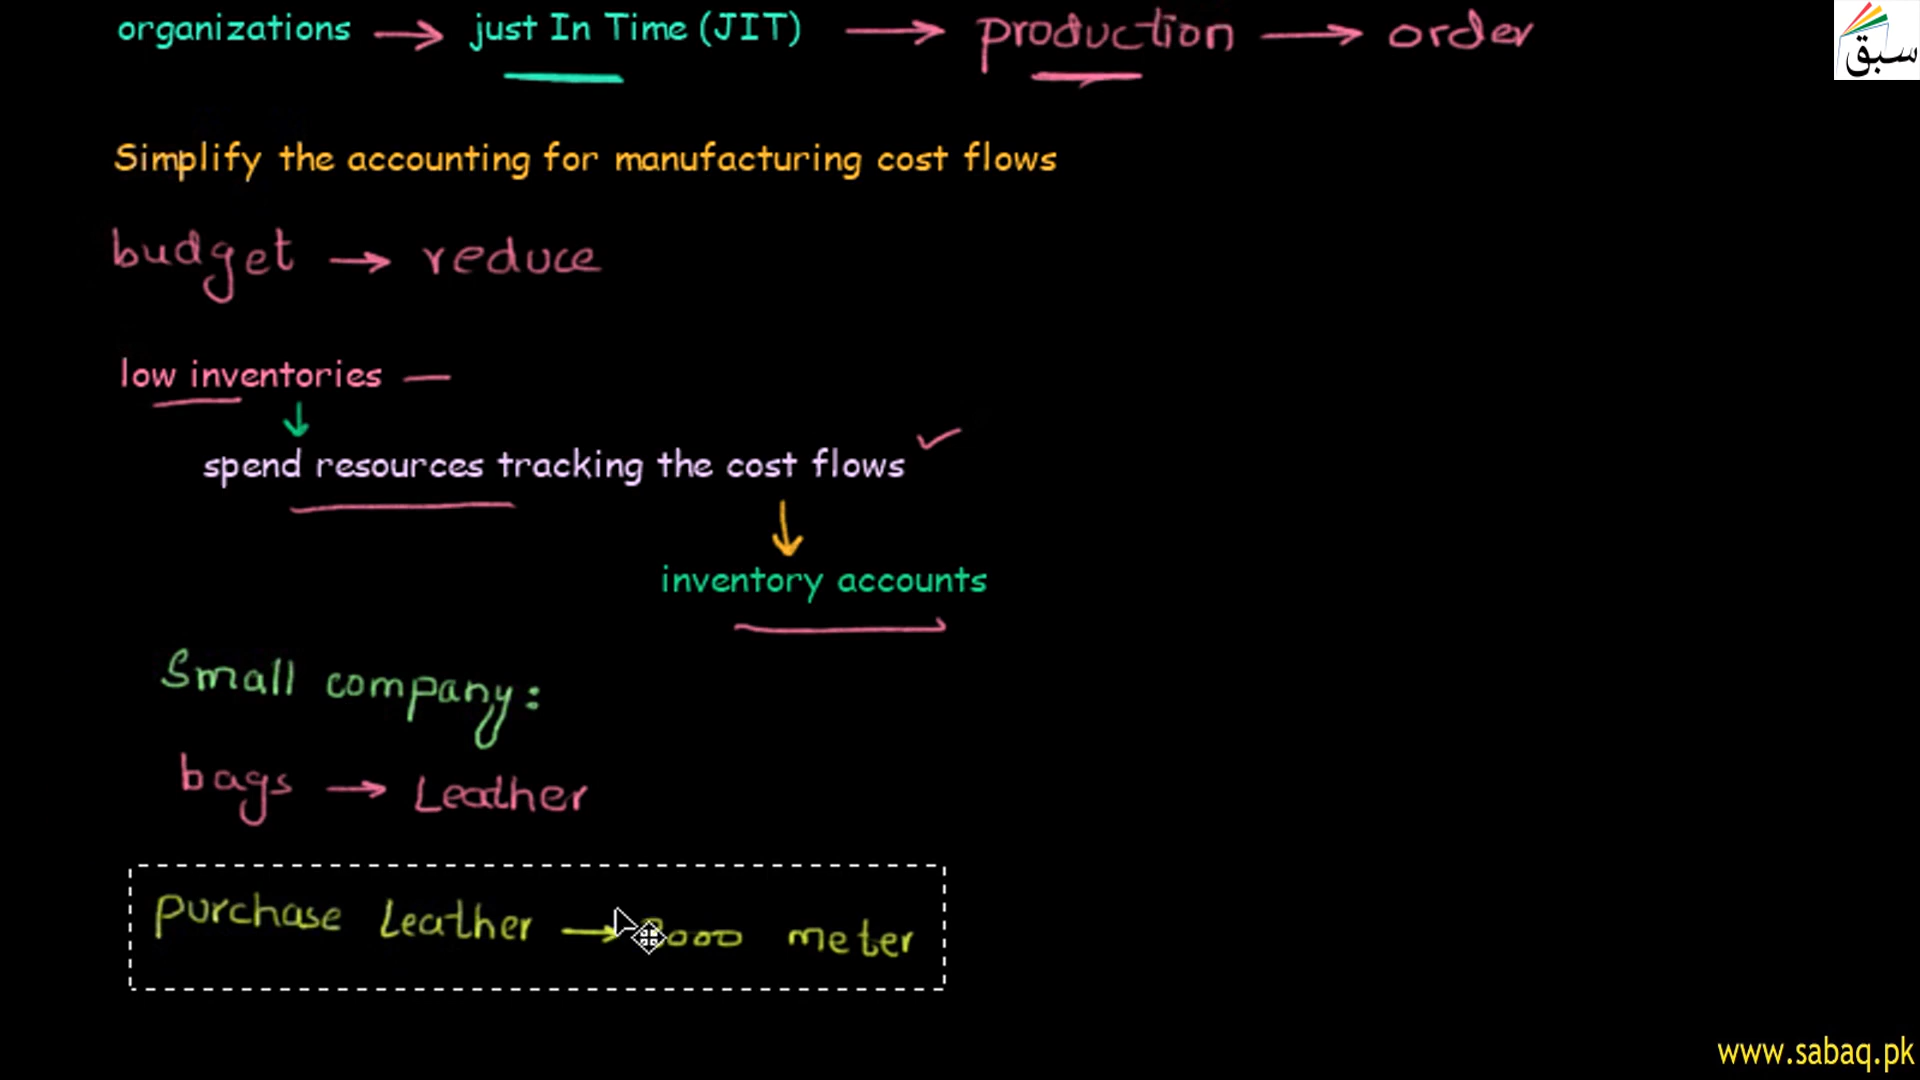 organizations → just In Time (JIT) → production → order
سبق
Simplify the accounting for manufacturing cost flows
budget → reduce
low inventories —
↓
spend resources tracking the cost flows ✓
↓
inventory accounts
Small company:
bags → Leather
purchase Leather → meter
www.sabaq.pk